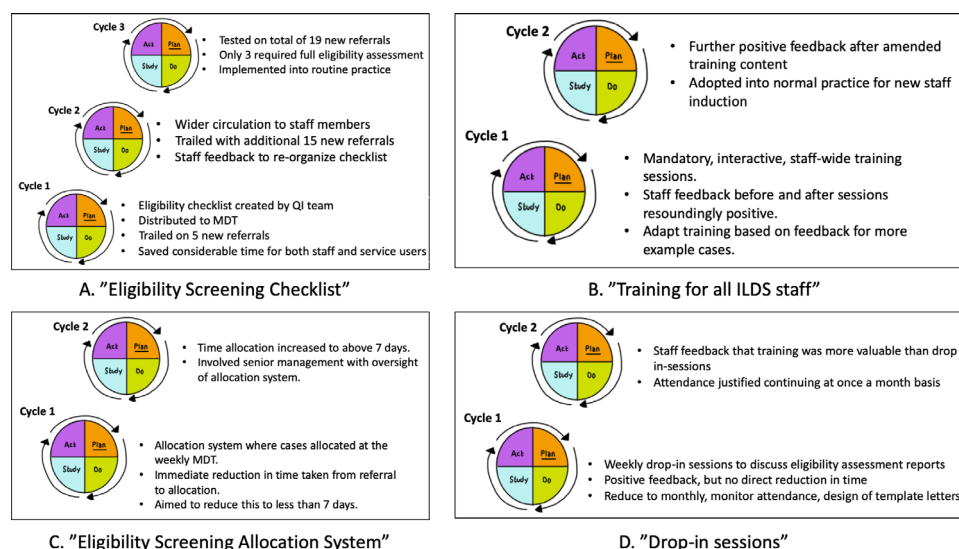 Cycle 3
Act
Plan
Study
Do
• Tested on total of 19 new referrals
• Only 3 required full eligibility assessment
• Implemented into routine practice
Cycle 2
Act
Plan
Study
Do
• Wider circulation to staff members
• Trailed with additional 15 new referrals
• Staff feedback to re-organize checklist
Cycle 1
Act
Plan
Study
Do
• Eligibility checklist created by QI team
• Distributed to MDT
• Trailed on 5 new referrals
• Saved considerable time for both staff and service users
A. ”Eligibility Screening Checklist”
Cycle 2
Act
Plan
Study
Do
• Further positive feedback after amended
training content
• Adopted into normal practice for new staff
induction
Cycle 1
Act
Plan
Study
Do
• Mandatory, interactive, staff-wide training
sessions.
• Staff feedback before and after sessions
resoundingly positive.
• Adapt training based on feedback for more
example cases.
B. ”Training for all ILDS staff”
Cycle 2
Act
Plan
Study
Do
• Time allocation increased to above 7 days.
• Involved senior management with oversight
of allocation system.
Cycle 1
Act
Plan
Study
Do
• Allocation system where cases allocated at the
weekly MDT.
• Immediate reduction in time taken from referral
to allocation.
• Aimed to reduce this to less than 7 days.
C. ”Eligibility Screening Allocation System”
Cycle 2
Act
Plan
Study
Do
• Staff feedback that training was more valuable than drop
in-sessions
• Attendance justified continuing at once a month basis
Cycle 1
Act
Plan
Study
Do
• Weekly drop-in sessions to discuss eligibility assessment reports
• Positive feedback, but no direct reduction in time
• Reduce to monthly, monitor attendance, design of template letters
D. ”Drop-in sessions”